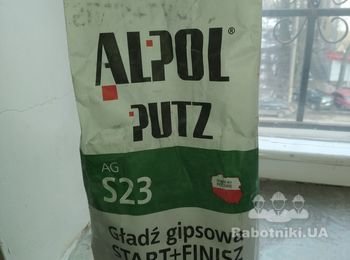 ALPOL®
PUTZ
AG
S23
Gładź gipsowa
START+FINISZ
Rabotniki.UA